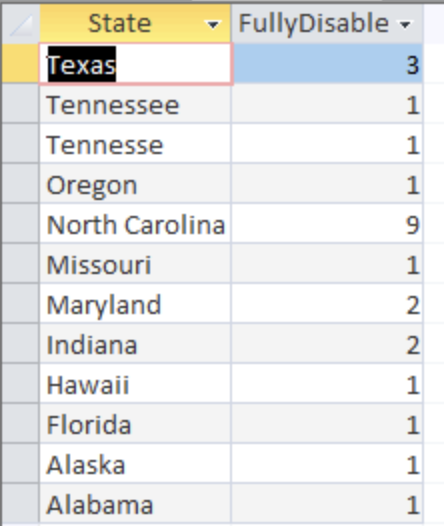 State FullyDisable
Texas 3
Tennessee 1
Tennesse 1
Oregon 1
North Carolina 9
Missouri 1
Maryland 2
Indiana 2
Hawaii 1
Florida 1
Alaska 1
Alabama 1